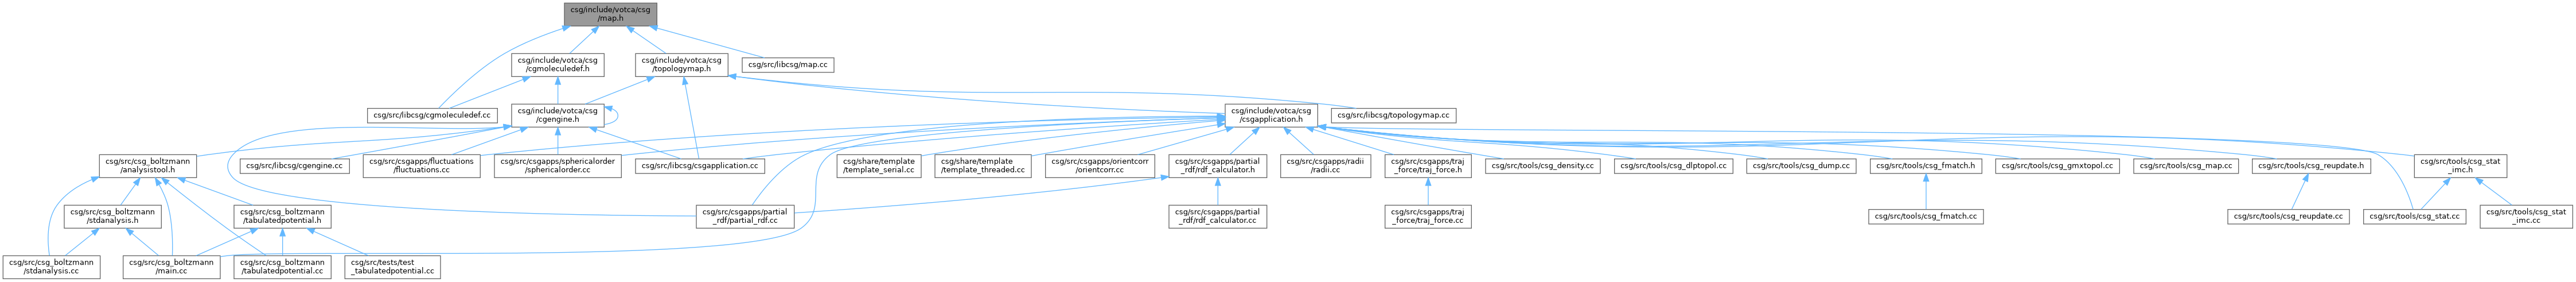 csg/include/votca/csg
/map.h
csg/include/votca/csg
/cgmoleculedef.h
csg/include/votca/csg
/topologymap.h
csg/src/libcsg/map.cc
csg/src/libcsg/cgmoleculedef.cc
csg/include/votca/csg
/cgengine.h
csg/include/votca/csg
/csgapplication.h
csg/src/libcsg/topologymap.cc
csg/src/csg_boltzmann
/analysistool.h
csg/src/libcsg/cgengine.cc
csg/src/csgapps/fluctuations
/fluctuations.cc
csg/src/csgapps/sphericalorder
/sphericalorder.cc
csg/src/libcsg/csgapplication.cc
csg/share/template
/template_serial.cc
csg/share/template
/template_threaded.cc
csg/src/csgapps/orientcorr
/orientcorr.cc
csg/src/csgapps/partial
_rdf/rdf_calculator.h
csg/src/csgapps/radii
/radii.cc
csg/src/csgapps/traj
_force/traj_force.h
csg/src/tools/csg_density.cc
csg/src/tools/csg_dlptopol.cc
csg/src/tools/csg_dump.cc
csg/src/tools/csg_fmatch.h
csg/src/tools/csg_gmxtopol.cc
csg/src/tools/csg_map.cc
csg/src/tools/csg_reupdate.h
csg/src/tools/csg_stat
_imc.h
csg/src/csg_boltzmann
/stdanalysis.h
csg/src/csg_boltzmann
/tabulatedpotential.h
csg/src/csgapps/partial
_rdf/partial_rdf.cc
csg/src/csgapps/partial
_rdf/rdf_calculator.cc
csg/src/csgapps/traj
_force/traj_force.cc
csg/src/tools/csg_fmatch.cc
csg/src/tools/csg_reupdate.cc
csg/src/tools/csg_stat.cc
csg/src/tools/csg_stat
_imc.cc
csg/src/csg_boltzmann
/stdanalysis.cc
csg/src/csg_boltzmann
/main.cc
csg/src/csg_boltzmann
/tabulatedpotential.cc
csg/src/tests/test
_tabulatedpotential.cc